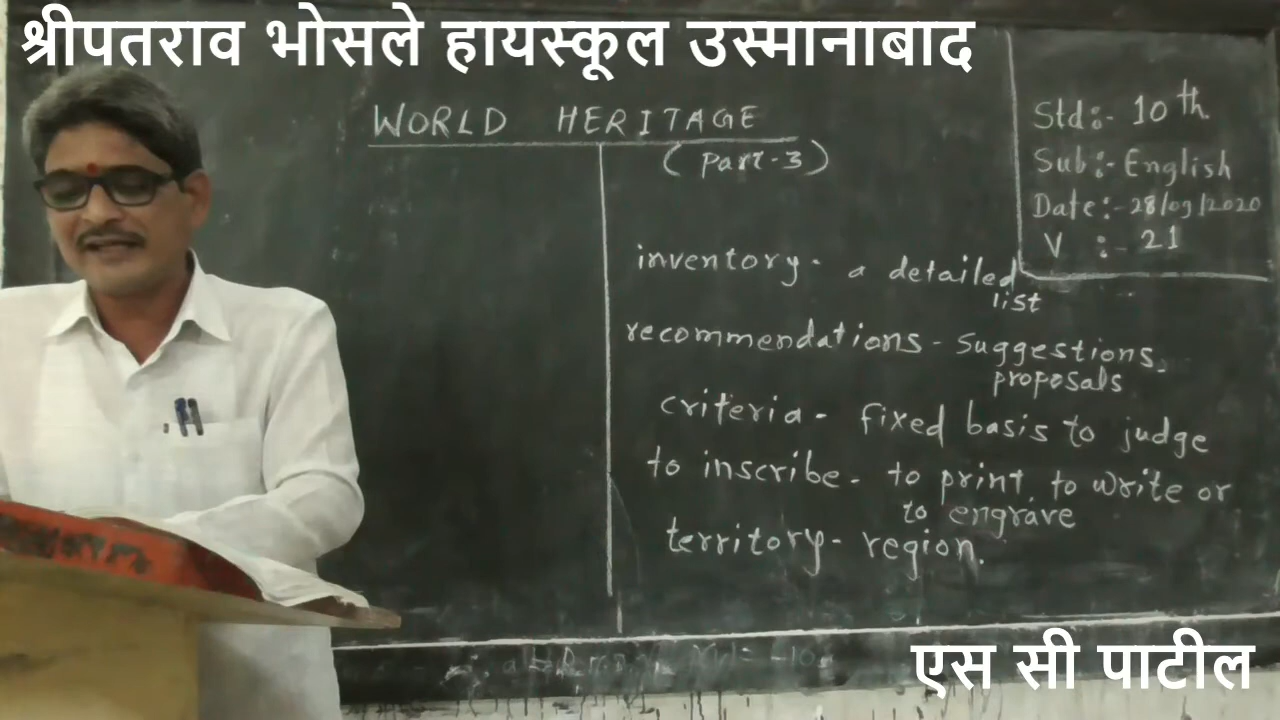 श्रीपतराव भोसले हायस्कूल उस्मानाबाद
WORLD HERITAGE
(Part-3)
Std:- 10th
Sub:- English
Date:- 28/09/2020
V :- 21
inventory- a detailed
list
recommendations - suggestions,
proposals
criteria - fixed basis to judge
to inscribe - to print, to write or
to engrave
territory - region.
एस सी पाटील